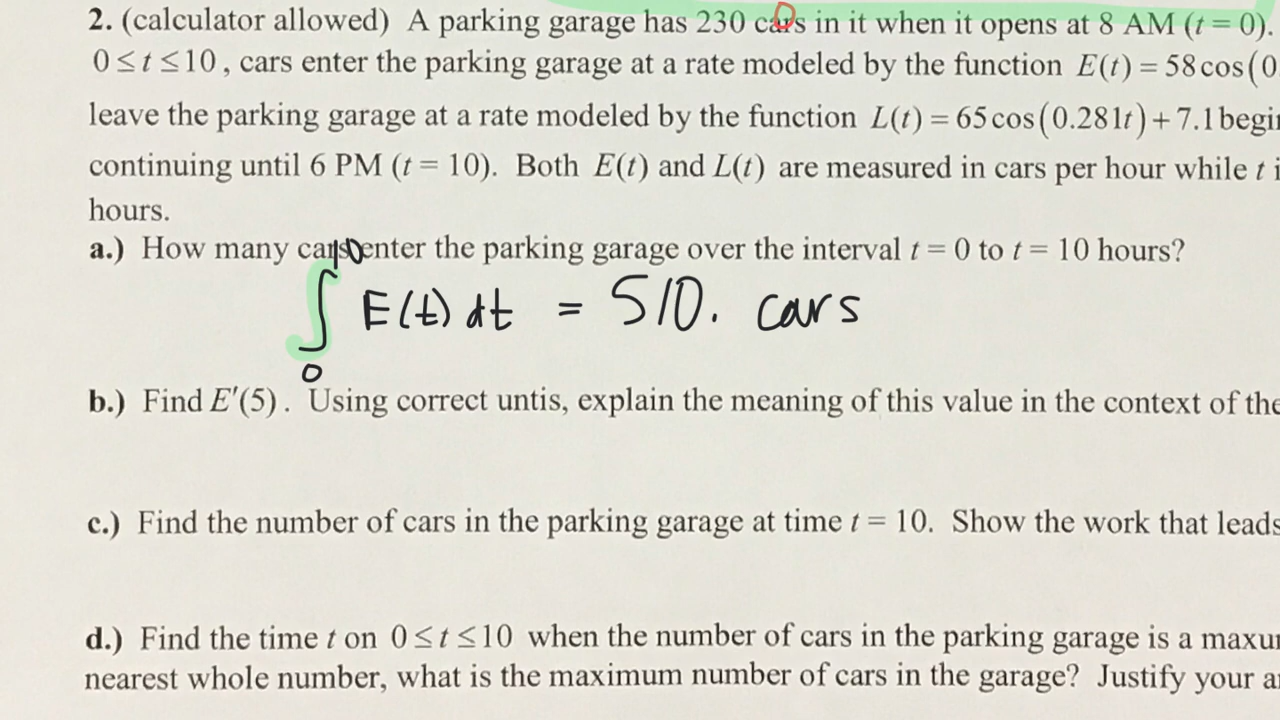 2. (calculator allowed) A parking garage has 230 cars in it when it opens at 8 AM (t = 0).
0 ≤ t ≤ 10, cars enter the parking garage at a rate modeled by the function E(t) = 58cos(0.
leave the parking garage at a rate modeled by the function L(t) = 65cos(0.281t) + 7.1 begin
continuing until 6 PM (t = 10). Both E(t) and L(t) are measured in cars per hour while t i
hours.
a.) How many cars enter the parking garage over the interval t = 0 to t = 10 hours?
∫₀¹⁰ E(t) dt = 510. cars
b.) Find E′(5). Using correct untis, explain the meaning of this value in the context of the
c.) Find the number of cars in the parking garage at time t = 10. Show the work that leads
d.) Find the time t on 0 ≤ t ≤ 10 when the number of cars in the parking garage is a maxu
nearest whole number, what is the maximum number of cars in the garage? Justify your a